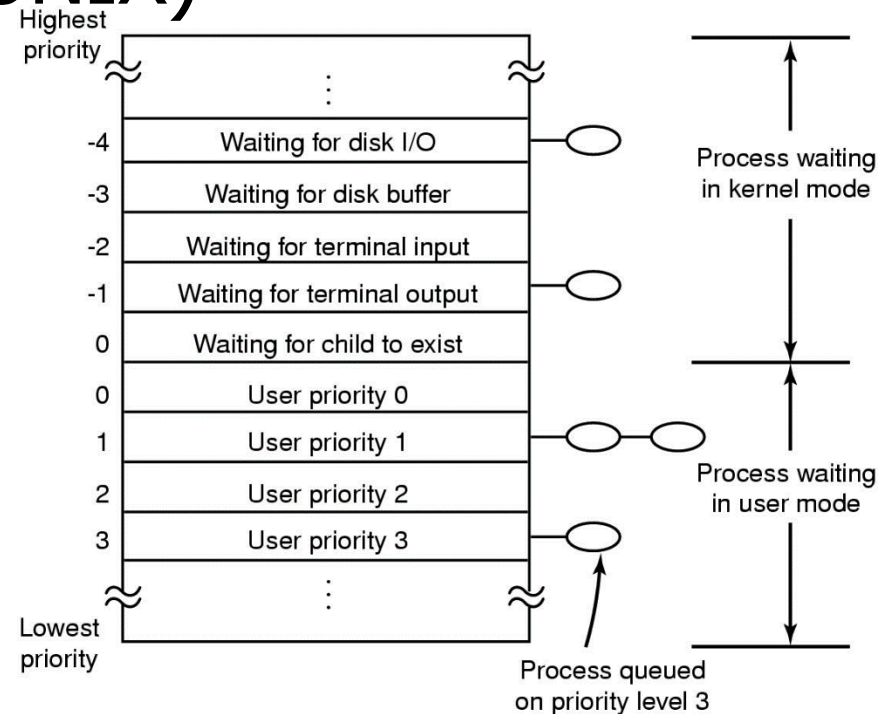 UNIX)
Highest
priority
-4 Waiting for disk I/O
-3 Waiting for disk buffer
-2 Waiting for terminal input
-1 Waiting for terminal output
0 Waiting for child to exist
0 User priority 0
1 User priority 1
2 User priority 2
3 User priority 3
Lowest
priority
Process waiting
in kernel mode
Process waiting
in user mode
Process queued
on priority level 3